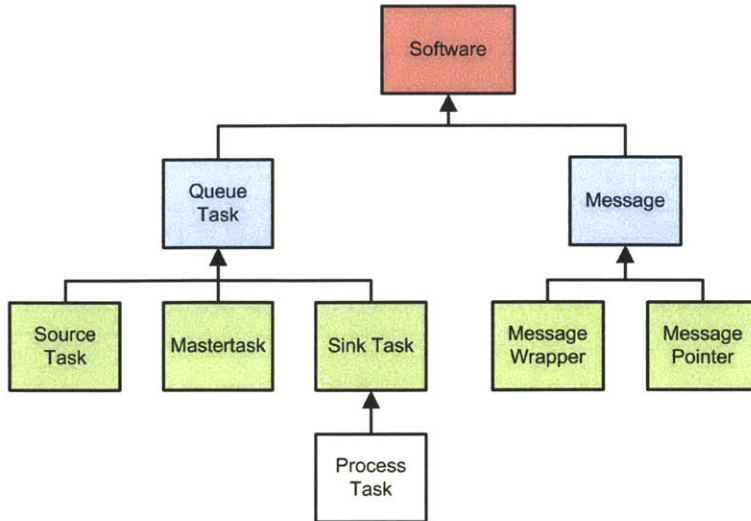 Software
Queue
Task
Message
Source
Task
Mastertask
Sink Task
Message
Wrapper
Message
Pointer
Process
Task